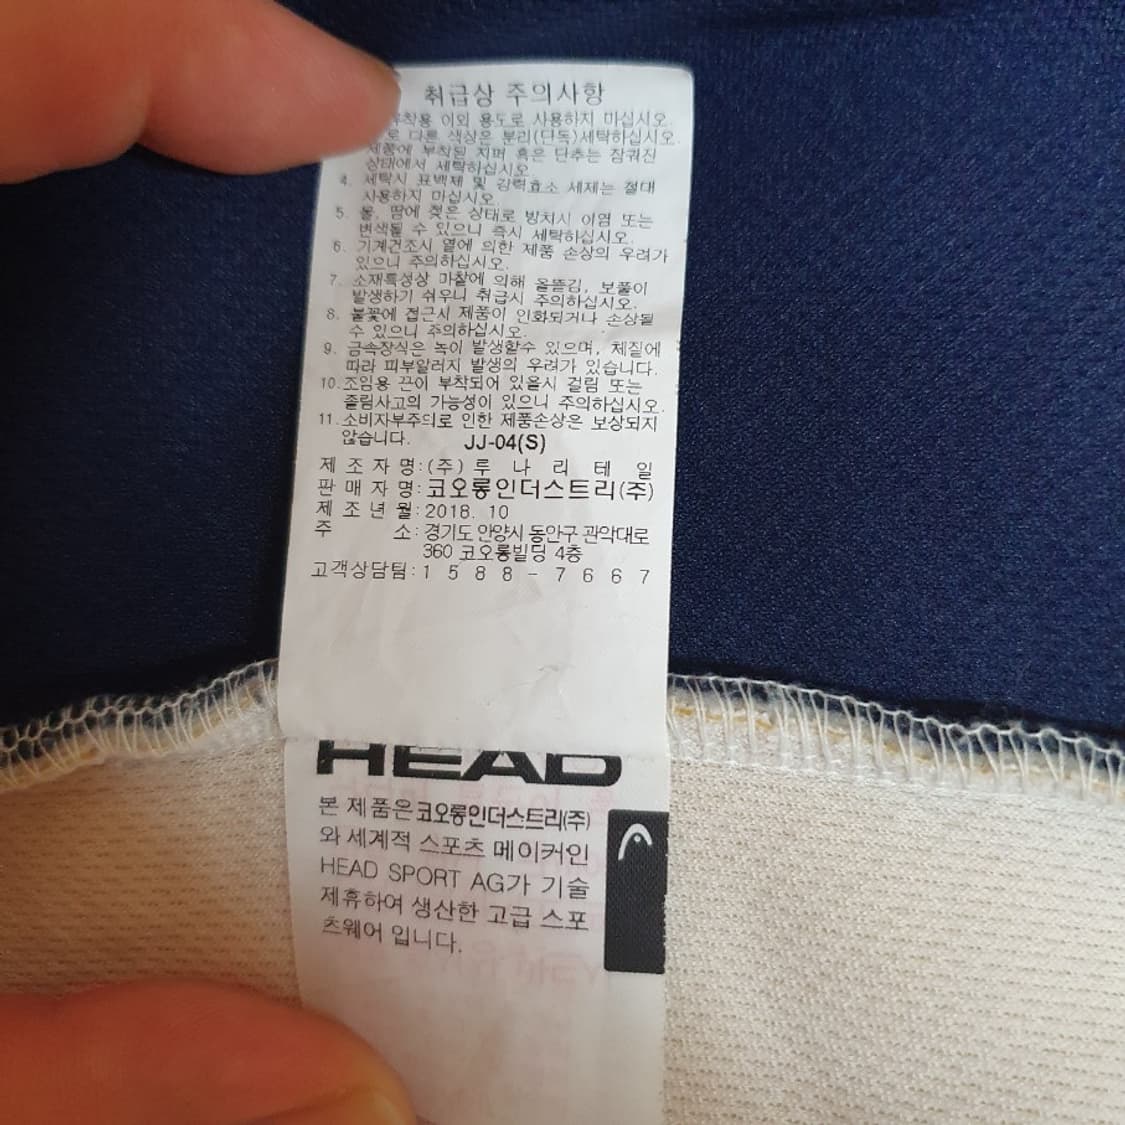 취급상 주의사항
이외 용도로 사용하지 마십시오.
다른 색상은 분리(단독)세탁하십시오.
제품에 부착된 지퍼 혹은 단추는 잠궈진
상태에서 세탁하십시오.
4. 세탁시 표백제 및 강력효소 세제는 절대
사용하지 마십시오.
5. 물, 땀에 젖은 상태로 방치시 이염 또는
변색될 수 있으니 즉시 세탁하십시오.
6. 기계건조시 열에 의한 제품 손상의 우려가
있으니 주의하십시오.
7. 소재특성상 마찰에 의해 올뜯김, 보풀이
발생하기 쉬우니 취급시 주의하십시오.
8. 불꽃에 접근시 제품이 인화되거나 손상될
수 있으니 주의하십시오.
9. 금속장식은 녹이 발생할수 있으며, 체질에
따라 피부알러지 발생의 우려가 있습니다.
10. 조임용 끈이 부착되어 있을시 걸림 또는
졸림사고의 가능성이 있으니 주의하십시오.
11. 소비자부주의로 인한 제품손상은 보상되지
않습니다. JJ-04(S)
제 조 자 명:(주) 루 나 리 테 일
판 매 자 명:코오롱인더스트리(주)
제 조 년 월:2018. 10
주 소: 경기도 안양시 동안구 관악대로
360 코오롱빌딩 4층
고객상담팀:1 5 8 8 - 7 6 6 7
HEAD
본 제품은 코오롱인더스트리(주)
와 세계적 스포츠 메이커인
HEAD SPORT AG가 기술
제휴하여 생산한 고급 스포
츠웨어 입니다.